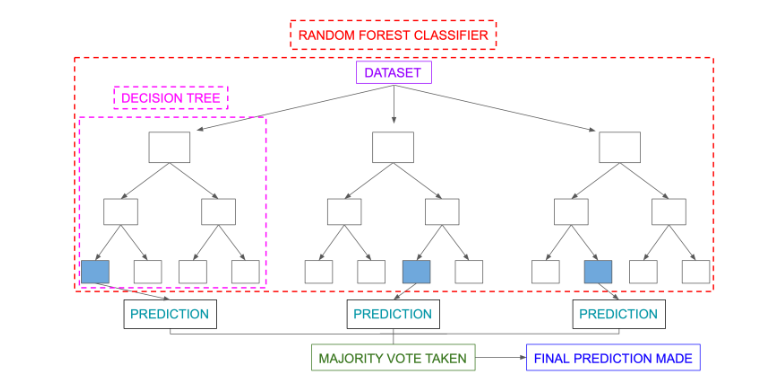 RANDOM FOREST CLASSIFIER
DATASET
DECISION TREE
PREDICTION
PREDICTION
PREDICTION
MAJORITY VOTE TAKEN
FINAL PREDICTION MADE